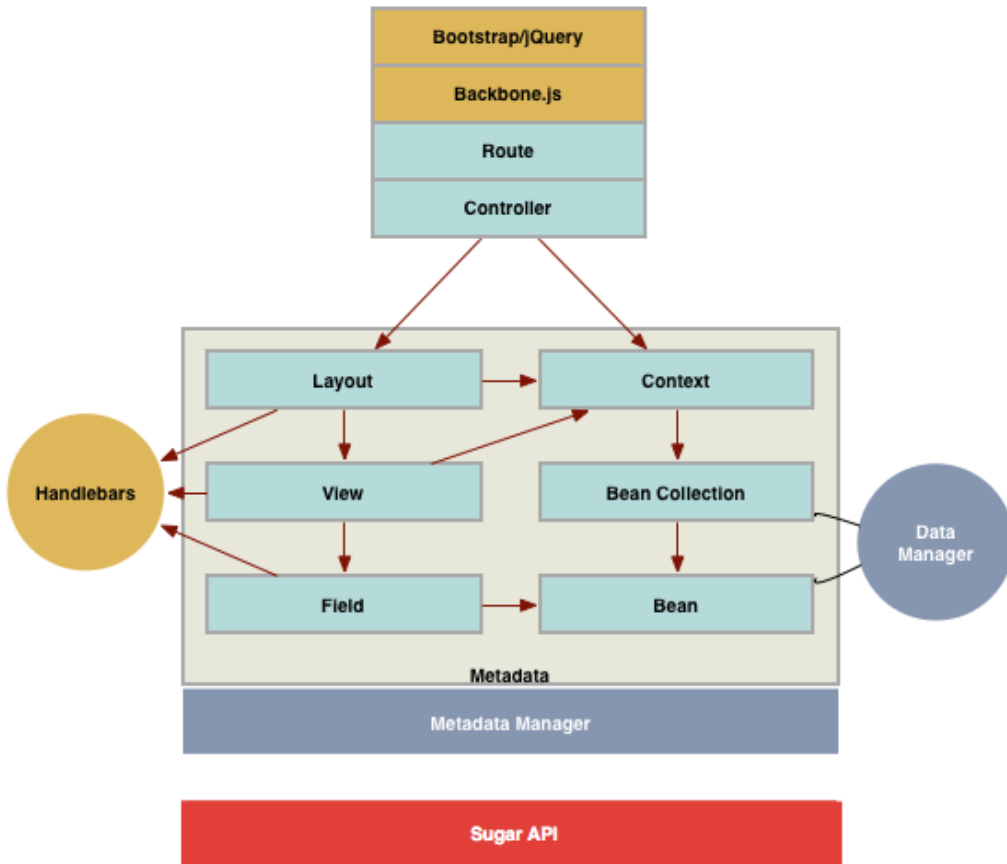 Bootstrap/jQuery
Backbone.js
Route
Controller
Layout
Context
Handlebars
View
Bean Collection
Data
Manager
Field
Bean
Metadata
Metadata Manager
Sugar API